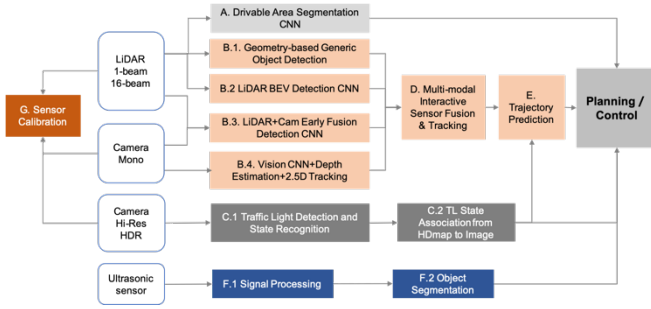 A. Drivable Area Segmentation
CNN
LiDAR
1-beam
16-beam
B.1. Geometry-based Generic
Object Detection
B.2 LiDAR BEV Detection CNN
G. Sensor
Calibration
D. Multi-modal
Interactive
Sensor Fusion
& Tracking
E.
Trajectory
Prediction
Planning /
Control
B.3. LiDAR+Cam Early Fusion
Detection CNN
Camera
Mono
B.4. Vision CNN+Depth
Estimation+2.5D Tracking
Camera
Hi-Res
HDR
C.1 Traffic Light Detection and
State Recognition
C.2 TL State
Association from
HDmap to Image
Ultrasonic
sensor
F.1 Signal Processing
F.2 Object
Segmentation